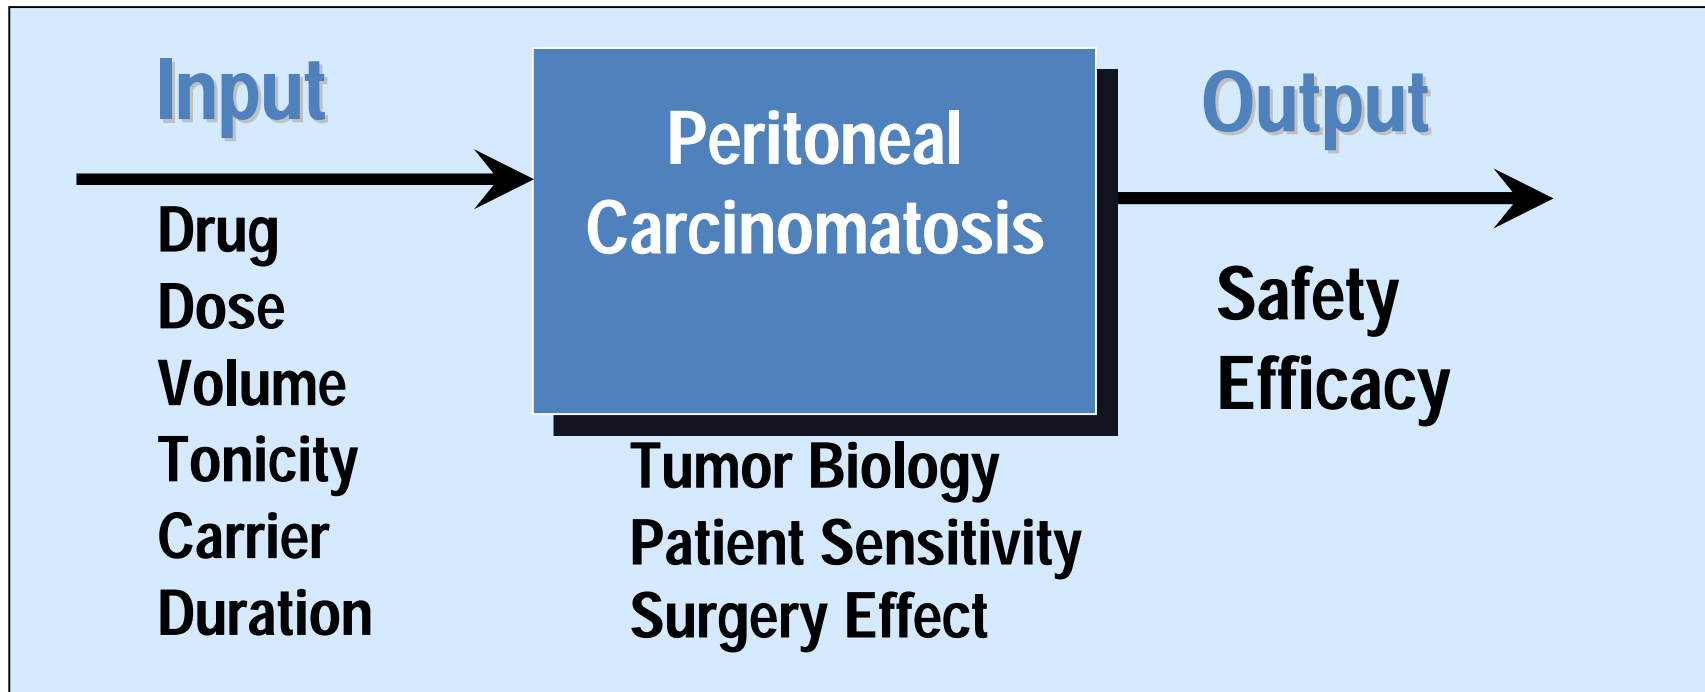 Input
Drug
Dose
Volume
Tonicity
Carrier
Duration
Peritoneal
Carcinomatosis
Tumor Biology
Patient Sensitivity
Surgery Effect
Output
Safety
Efficacy